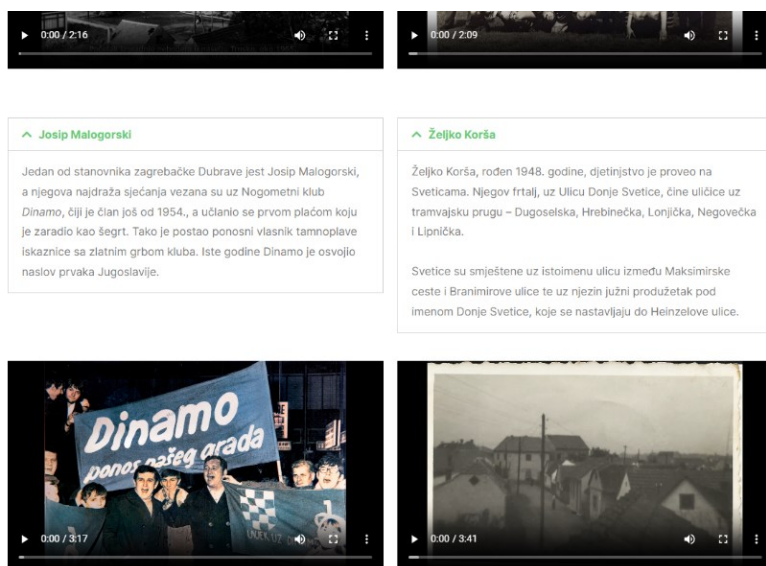 0:00 / 2:16
0:00 / 2:09
Josip Malogorski
Jedan od stanovnika zagrebačke Dubrave jest Josip Malogorski,
a njegova najdraža sjećanja vezana su uz Nogometni klub
Dinamo, čiji je član još od 1954., a učlanio se prvom plaćom koju
je zaradio kao šegrt. Tako je postao ponosni vlasnik tamnoplave
iskaznice sa zlatnim grbom kluba. Iste godine Dinamo je osvojio
naslov prvaka Jugoslavije.
Željko Korša
Željko Korša, rođen 1948. godine, djetinjstvo je proveo na
Sveticama. Njegov frtalj, uz Ulicu Donje Svetice, čine uličice uz
tramvajsku prugu – Dugoselska, Hrebinečka, Lonjička, Negovečka
i Lipnička.
Svetice su smještene uz istoimenu ulicu između Maksimirske
ceste i Branimirove ulice te uz njezin južni produžetak pod
imenom Donje Svetice, koje se nastavljaju do Heinzelove ulice.
Dinamo
ponos našeg grada
UZ
0:00 / 3:17
0:00 / 3:41